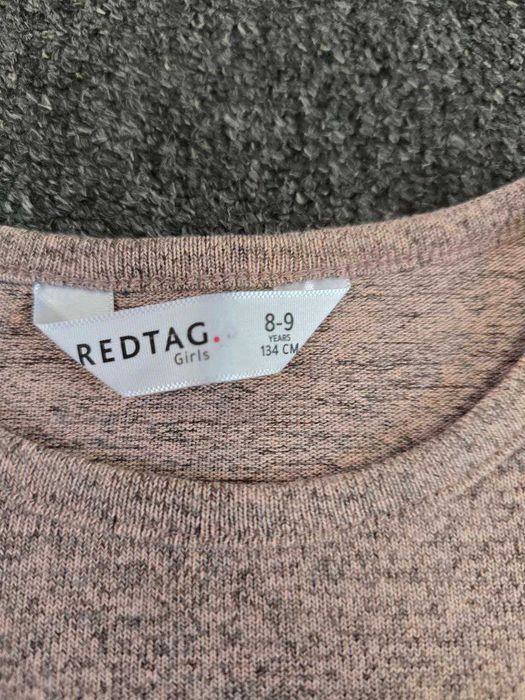 REDTAG.
Girls
8-9
YEARS
134 CM